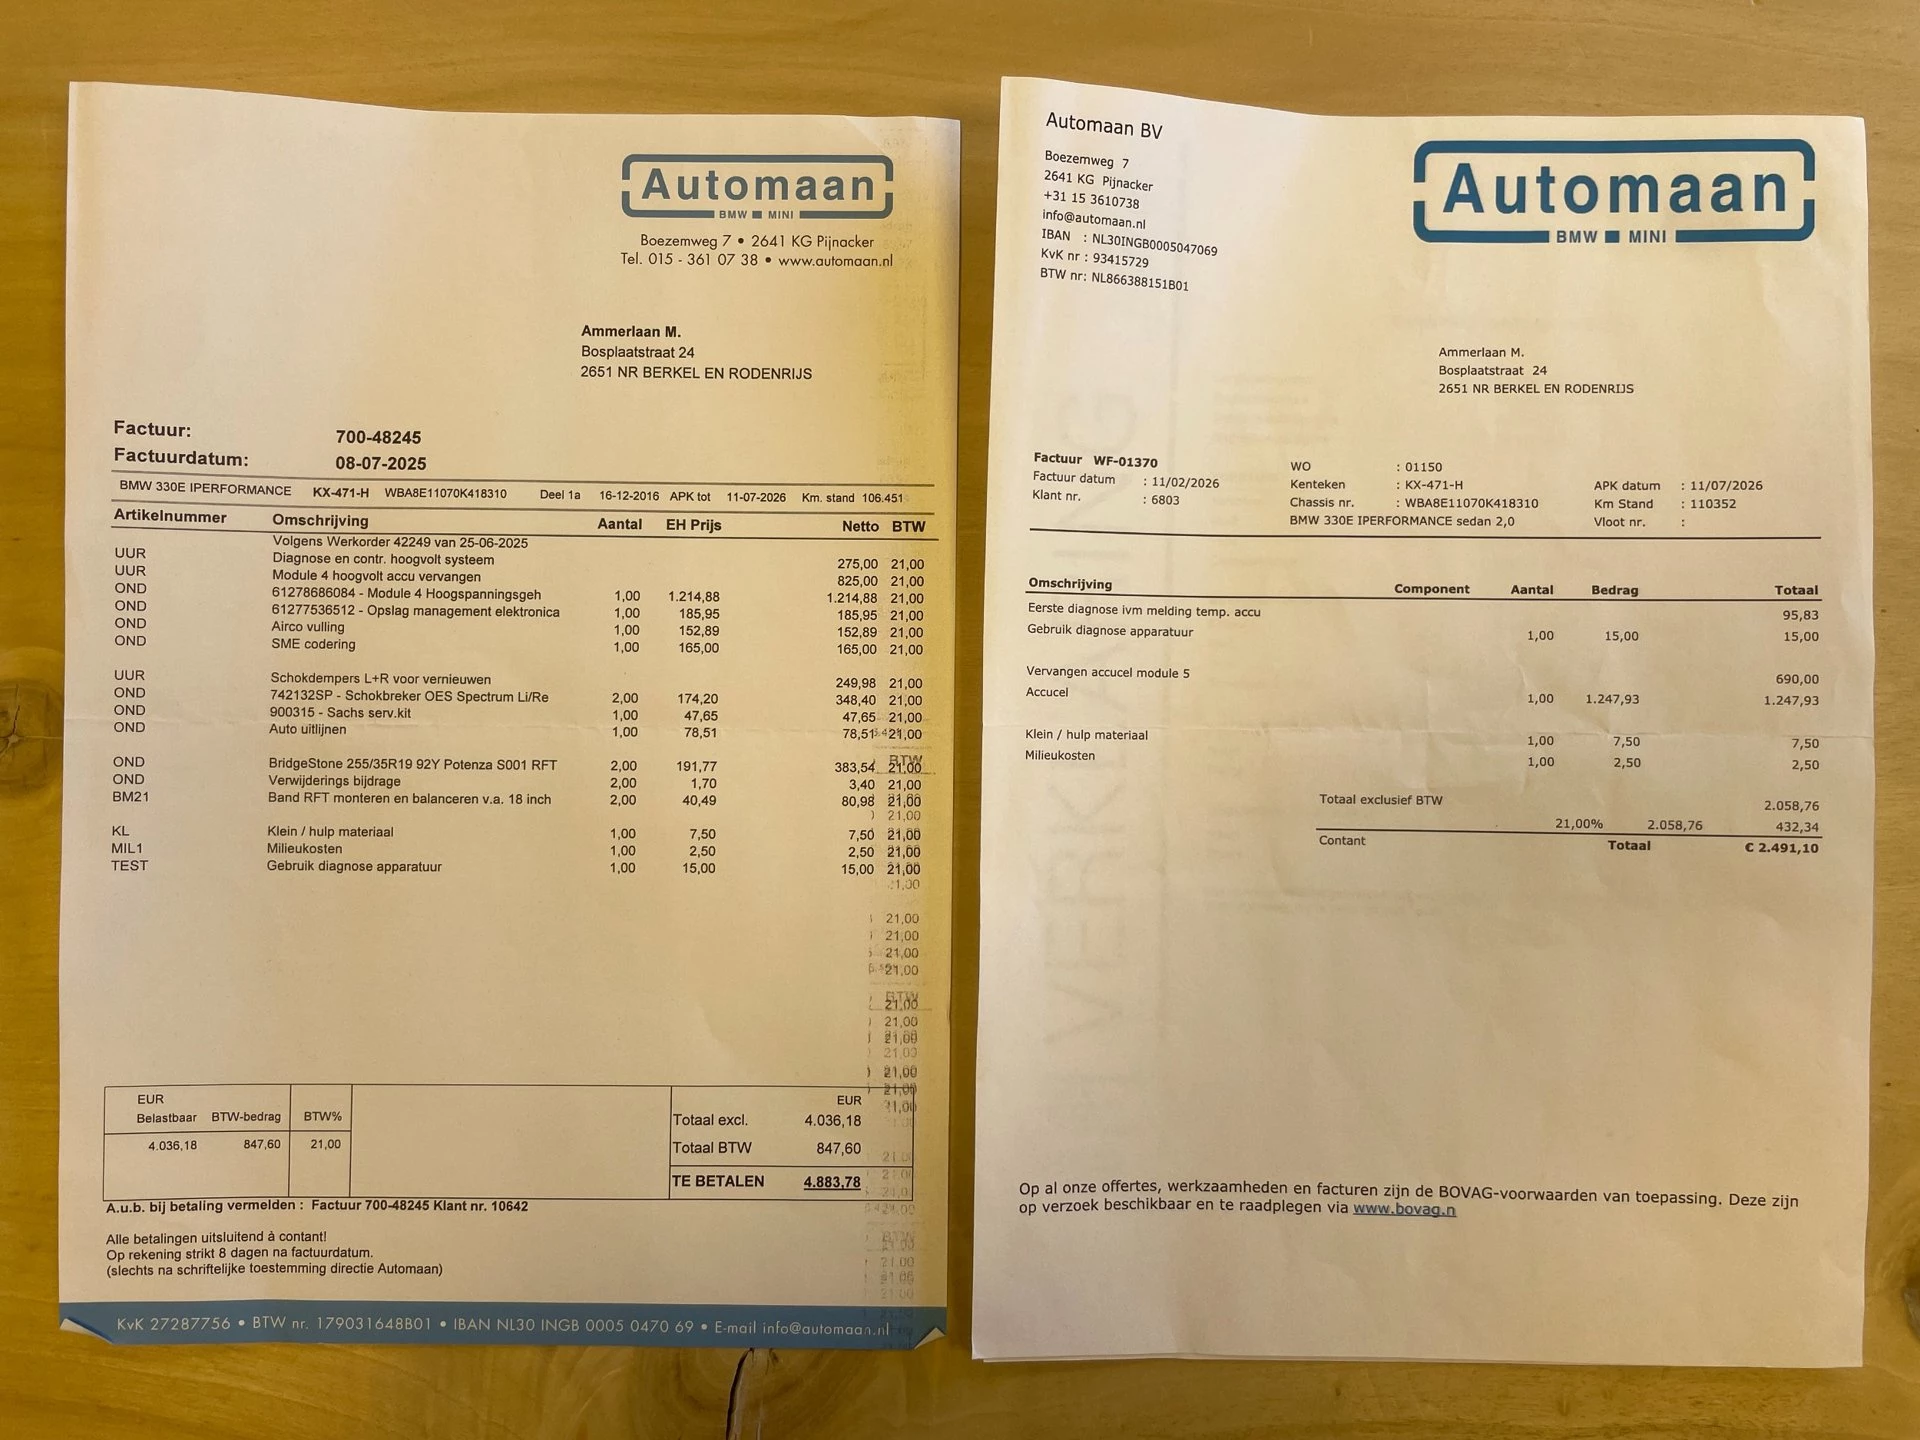 Automaan
BMW MINI
Boezemweg 7 • 2641 KG Pijnacker
Tel. 015 - 361 07 38 • www.automaan.nl
Ammerlaan M.
Bosplaatstraat 24
2651 NR BERKEL EN RODENRIJS
Factuur: 700-48245
Factuurdatum: 08-07-2025
BMW 330E IPERFORMANCE KX-471-H WBA8E11070K418310 Deel 1a 16-12-2016 APK tot 11-07-2026 Km. stand 106.451
Artikelnummer Omschrijving Aantal EH Prijs Netto BTW
Volgens Werkorder 42249 van 25-06-2025
UUR Diagnose en contr. hoogvolt systeem 275,00 21,00
UUR Module 4 hoogvolt accu vervangen 825,00 21,00
OND 61278686084 - Module 4 Hoogspanningsgeh 1,00 1.214,88 1.214,88 21,00
OND 61277536512 - Opslag management elektronica 1,00 185,95 185,95 21,00
OND Airco vulling 1,00 152,89 152,89 21,00
OND SME codering 1,00 165,00 165,00 21,00
UUR Schokdempers L+R voor vernieuwen 249,98 21,00
OND 742132SP - Schokbreker OES Spectrum Li/Re 2,00 174,20 348,40 21,00
OND 900315 - Sachs serv.kit 1,00 47,65 47,65 21,00
OND Auto uitlijnen 1,00 78,51 78,51 21,00
OND BridgeStone 255/35R19 92Y Potenza S001 RFT 2,00 191,77 383,54 21,00
OND Verwijderings bijdrage 2,00 1,70 3,40 21,00
BM21 Band RFT monteren en balanceren v.a. 18 inch 2,00 40,49 80,98 21,00
KL Klein / hulp materiaal 1,00 7,50 7,50 21,00
MIL1 Milieukosten 1,00 2,50 2,50 21,00
TEST Gebruik diagnose apparatuur 1,00 15,00 15,00 21,00
21,00
21,00
21,00
21,00
BTW
21,00
21,00
21,00
21,00
21,00
EUR
Belastbaar BTW-bedrag BTW%
4.036,18 847,60 21,00
EUR
Totaal excl. 4.036,18
Totaal BTW 847,60
TE BETALEN 4.883,78
A.u.b. bij betaling vermelden : Factuur 700-48245 Klant nr. 10642
Alle betalingen uitsluitend à contant!
Op rekening strikt 8 dagen na factuurdatum.
(slechts na schriftelijke toestemming directie Automaan)
KvK 27287756 • BTW nr. 179031648B01 • IBAN NL30 INGB 0005 0470 69 • E-mail info@automaan.nl
Automaan BV
Boezemweg 7
2641 KG Pijnacker
+31 15 3610738
info@automaan.nl
IBAN : NL30INGB0005047069
KvK nr : 93415729
BTW nr: NL866388151B01
Automaan
BMW MINI
Ammerlaan M.
Bosplaatstraat 24
2651 NR BERKEL EN RODENRIJS
Factuur WF-01370
Factuur datum : 11/02/2026
Klant nr. : 6803
WO : 01150
Kenteken : KX-471-H
Chassis nr. : WBA8E11070K418310
BMW 330E IPERFORMANCE sedan 2,0
APK datum : 11/07/2026
Km Stand : 110352
Vloot nr. :
Omschrijving Component Aantal Bedrag Totaal
Eerste diagnose ivm melding temp. accu 95,83
Gebruik diagnose apparatuur 1,00 15,00 15,00
Vervangen accucel module 5 690,00
Accucel 1,00 1.247,93 1.247,93
Klein / hulp materiaal 1,00 7,50 7,50
Milieukosten 1,00 2,50 2,50
Totaal exclusief BTW 2.058,76
21,00% 2.058,76 432,34
Contant Totaal € 2.491,10
Op al onze offertes, werkzaamheden en facturen zijn de BOVAG-voorwaarden van toepassing. Deze zijn
op verzoek beschikbaar en te raadplegen via www.bovag.n